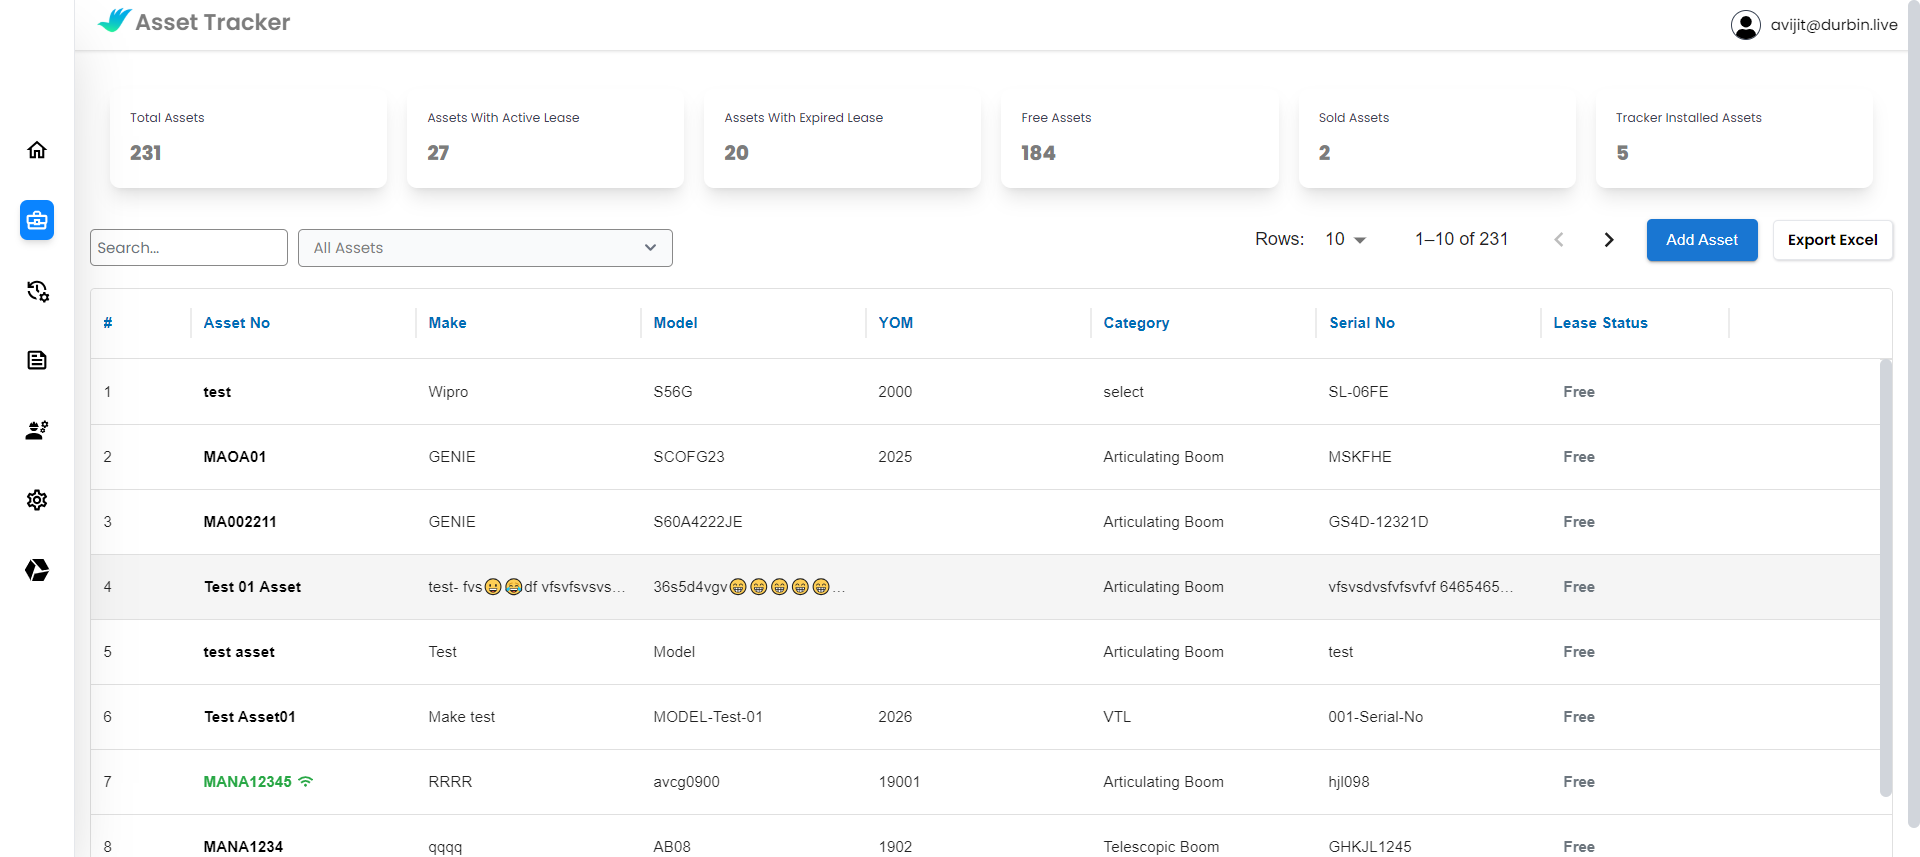 Asset Tracker
avijit@durbin.live
Total Assets
231
Assets With Active Lease
27
Assets With Expired Lease
20
Free Assets
184
Sold Assets
2
Tracker Installed Assets
5
Search...
All Assets
Rows: 10 1–10 of 231
Add Asset
Export Excel
# Asset No Make Model YOM Category Serial No Lease Status
1 test Wipro S56G 2000 select SL-06FE Free
2 MAOA01 GENIE SCOFG23 2025 Articulating Boom MSKFHE Free
3 MA002211 GENIE S60A4222JE Articulating Boom GS4D-12321D Free
4 Test 01 Asset test- fvs😀😂df vfsvfsvsvs... 36s5d4vgv😁😁😁😁😁... Articulating Boom vfsvsdvsfvfsvfvf 6465465... Free
5 test asset Test Model Articulating Boom test Free
6 Test Asset01 Make test MODEL-Test-01 2026 VTL 001-Serial-No Free
7 MANA12345 RRRR avcg0900 19001 Articulating Boom hjl098 Free
8 MANA1234 qqqq AB08 1902 Telescopic Boom GHKJL1245 Free